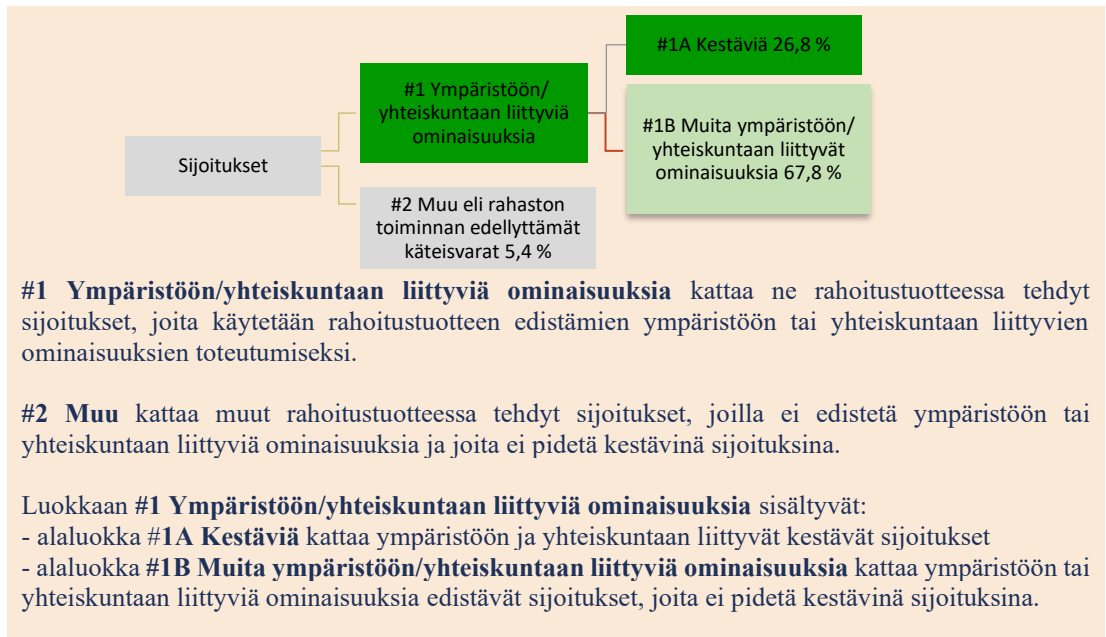 #1A Kestäviä 26,8 %
#1 Ympäristöön/
yhteiskuntaan liittyviä
ominaisuuksia
#1B Muita ympäristöön/
yhteiskuntaan liittyvät
ominaisuuksia 67,8 %
Sijoitukset
#2 Muu eli rahaston
toiminnan edellyttämät
käteisvarat 5,4 %
#1 Ympäristöön/yhteiskuntaan liittyviä ominaisuuksia kattaa ne rahoitustuotteessa tehdyt
sijoitukset, joita käytetään rahoitustuotteen edistämien ympäristöön tai yhteiskuntaan liittyvien
ominaisuuksien toteutumiseksi.
#2 Muu kattaa muut rahoitustuotteessa tehdyt sijoitukset, joilla ei edistetä ympäristöön tai
yhteiskuntaan liittyviä ominaisuuksia ja joita ei pidetä kestävinä sijoituksina.
Luokkaan #1 Ympäristöön/yhteiskuntaan liittyviä ominaisuuksia sisältyvät:
- alaluokka #1A Kestäviä kattaa ympäristöön ja yhteiskuntaan liittyvät kestävät sijoitukset
- alaluokka #1B Muita ympäristöön/yhteiskuntaan liittyviä ominaisuuksia kattaa ympäristöön tai
yhteiskuntaan liittyviä ominaisuuksia edistävät sijoitukset, joita ei pidetä kestävinä sijoituksina.